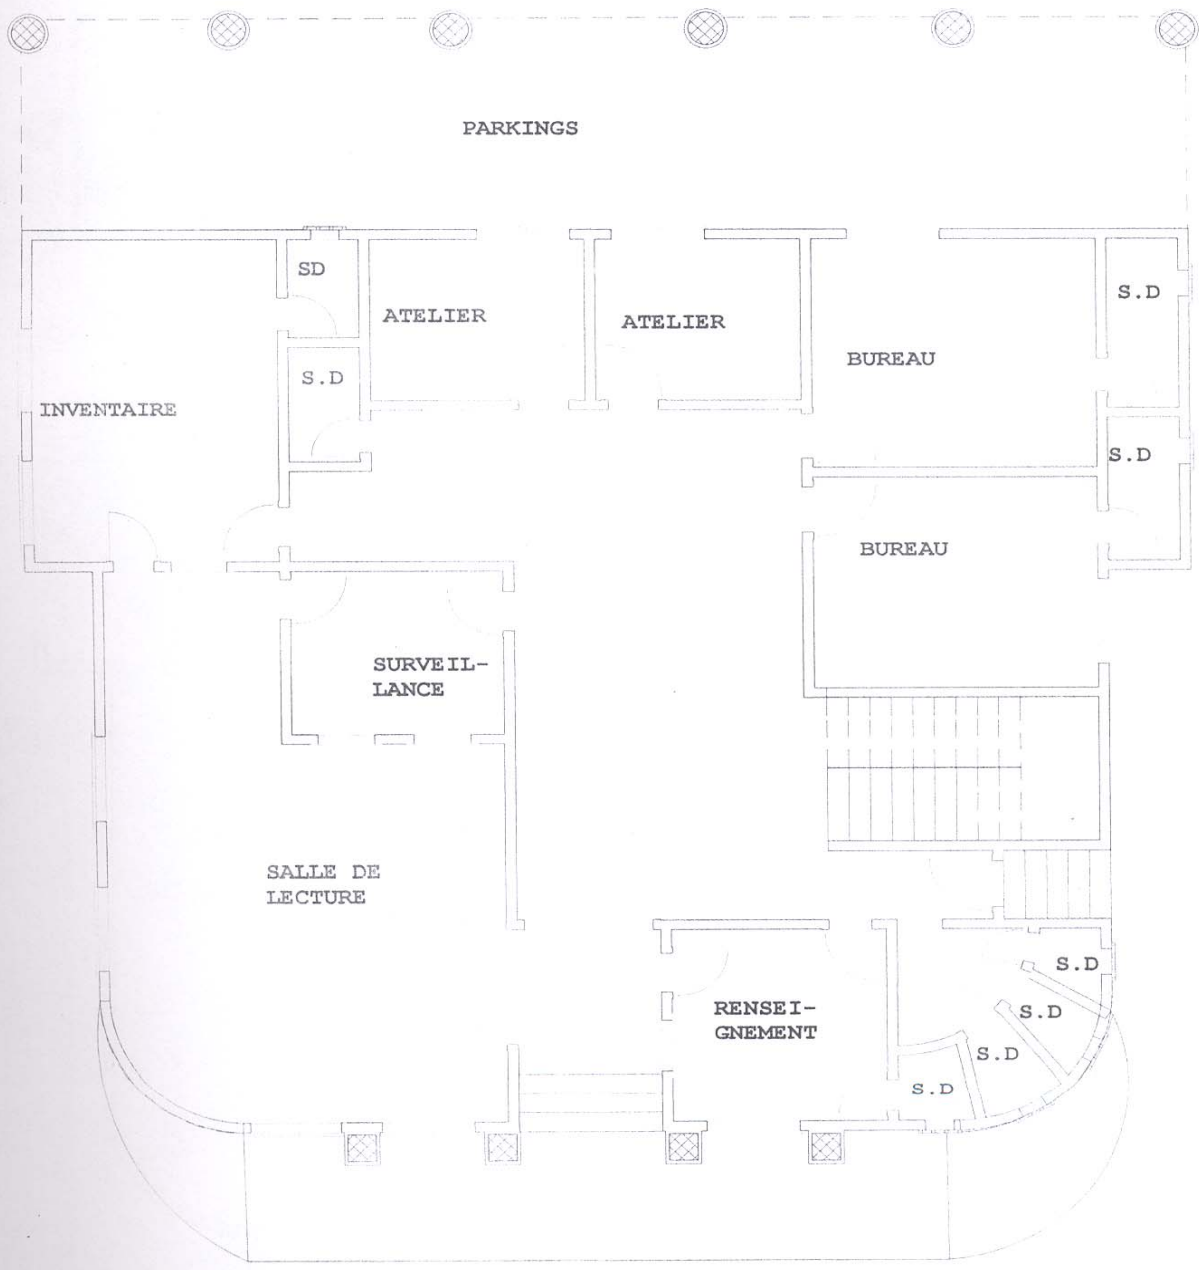 PARKINGS
SD
S.D
ATELIER
ATELIER
BUREAU
S.D
INVENTAIRE
S.D
S.D
BUREAU
SURVEIL-
LANCE
SALLE DE
LECTURE
RENSEI-
GNEMENT
S.D
S.D
S.D
S.D